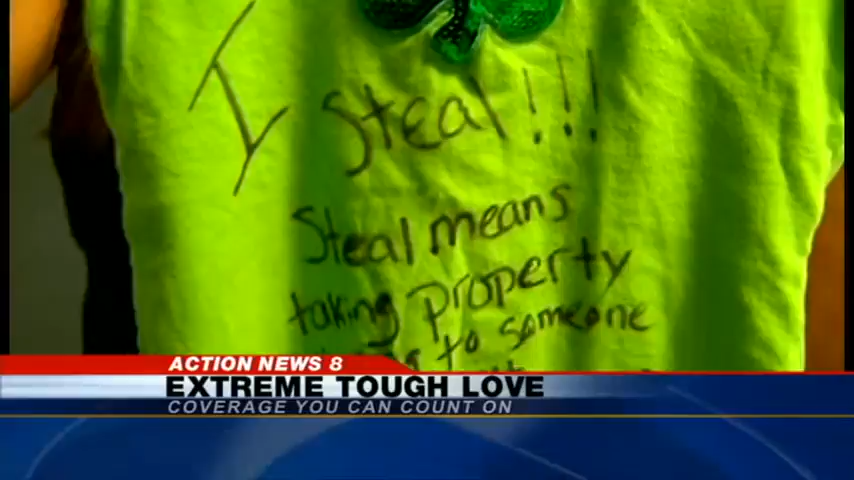 I Steal!!!
Steal means
taking property
to someone
ACTION NEWS 8
EXTREME TOUGH LOVE
COVERAGE YOU CAN COUNT ON